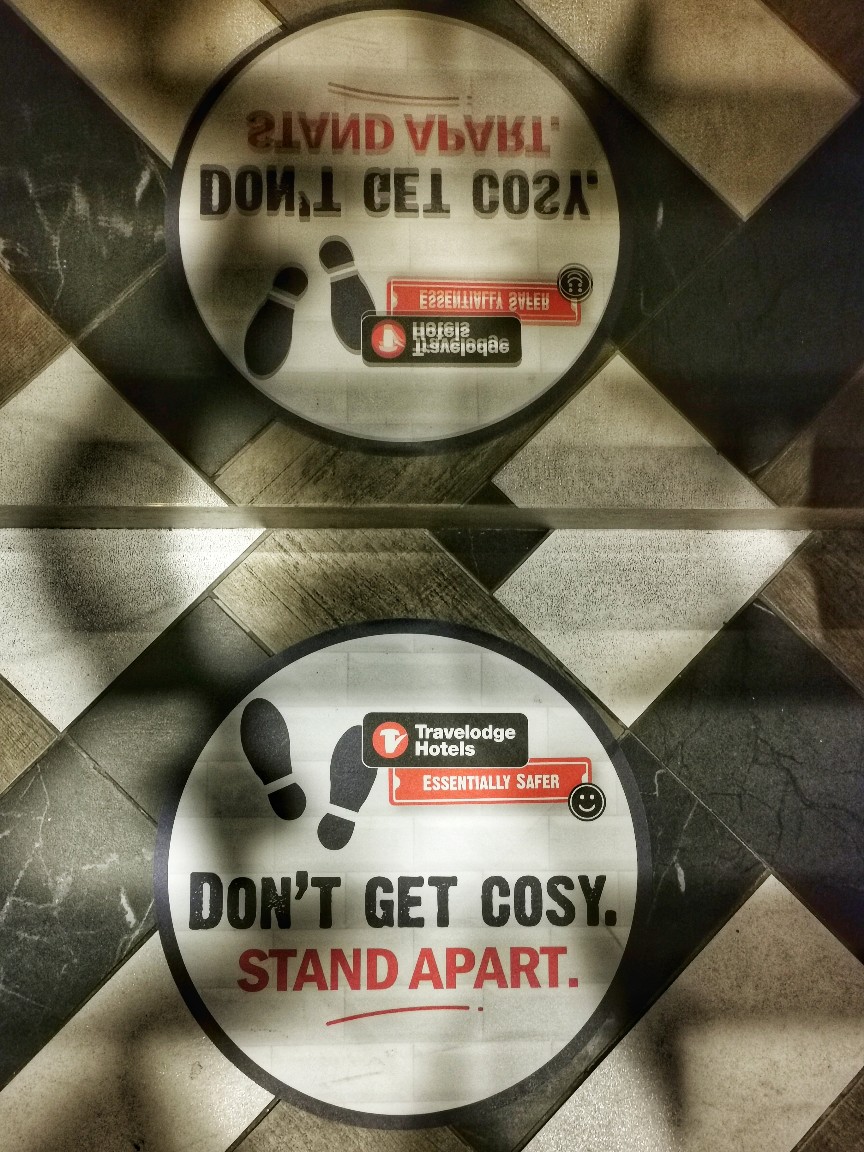 STAND APART.
DON'T GET COSY.
ESSENTIALLY SAFER
Hotels
Travelodge
Travelodge
Hotels
ESSENTIALLY SAFER
DON'T GET COSY.
STAND APART.